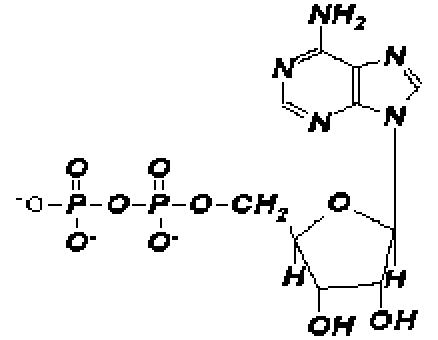 NH2
N N
N N
O O O
-O-P-O-P-O-CH2
O- O-
H H
OH OH